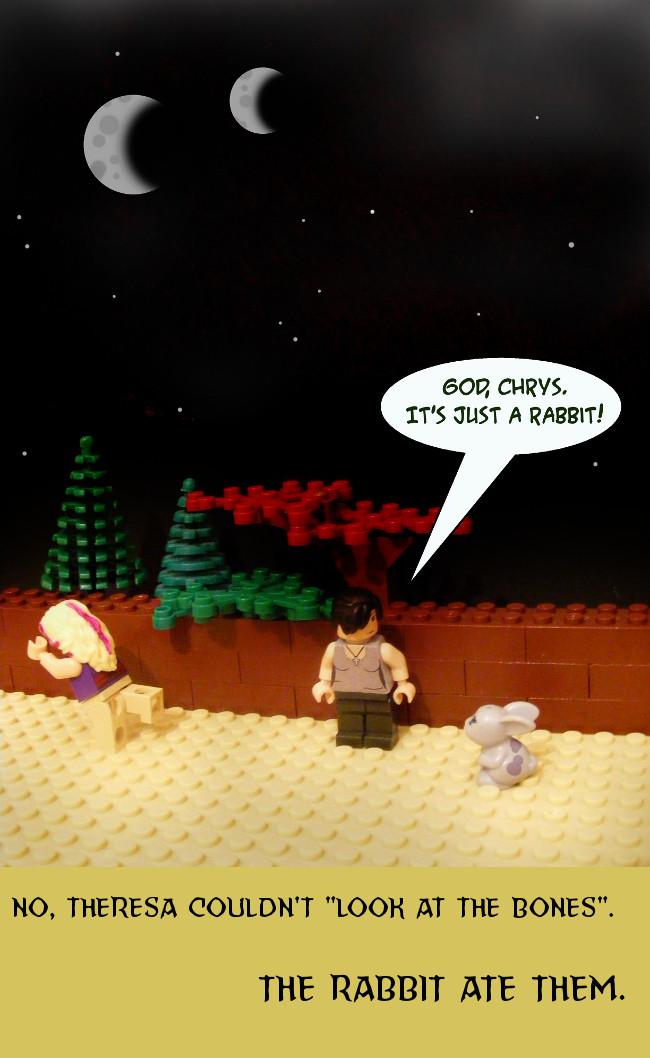 GOD, CHRYS.
IT'S JUST A RABBIT!
NO, THERESA COULDN'T "LOOK AT THE BONES".
THE RABBIT ATE THEM.